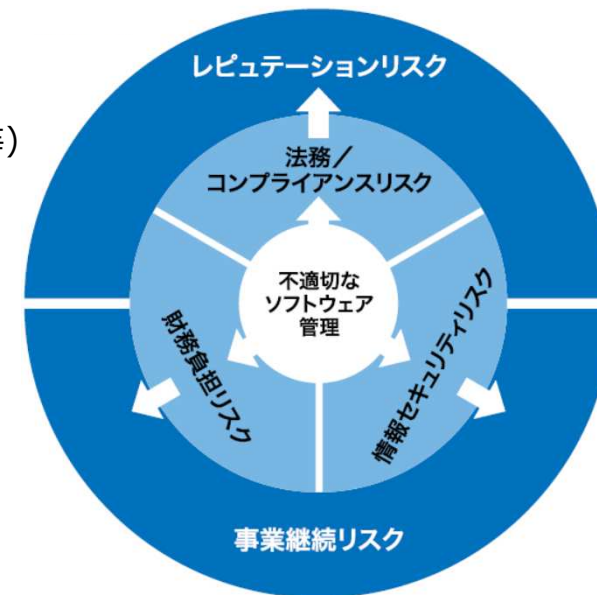 レピュテーションリスク
法務／
コンプライアンスリスク
不適切な
ソフトウェア
管理
財務負担リスク
情報セキュリティリスク
事業継続リスク